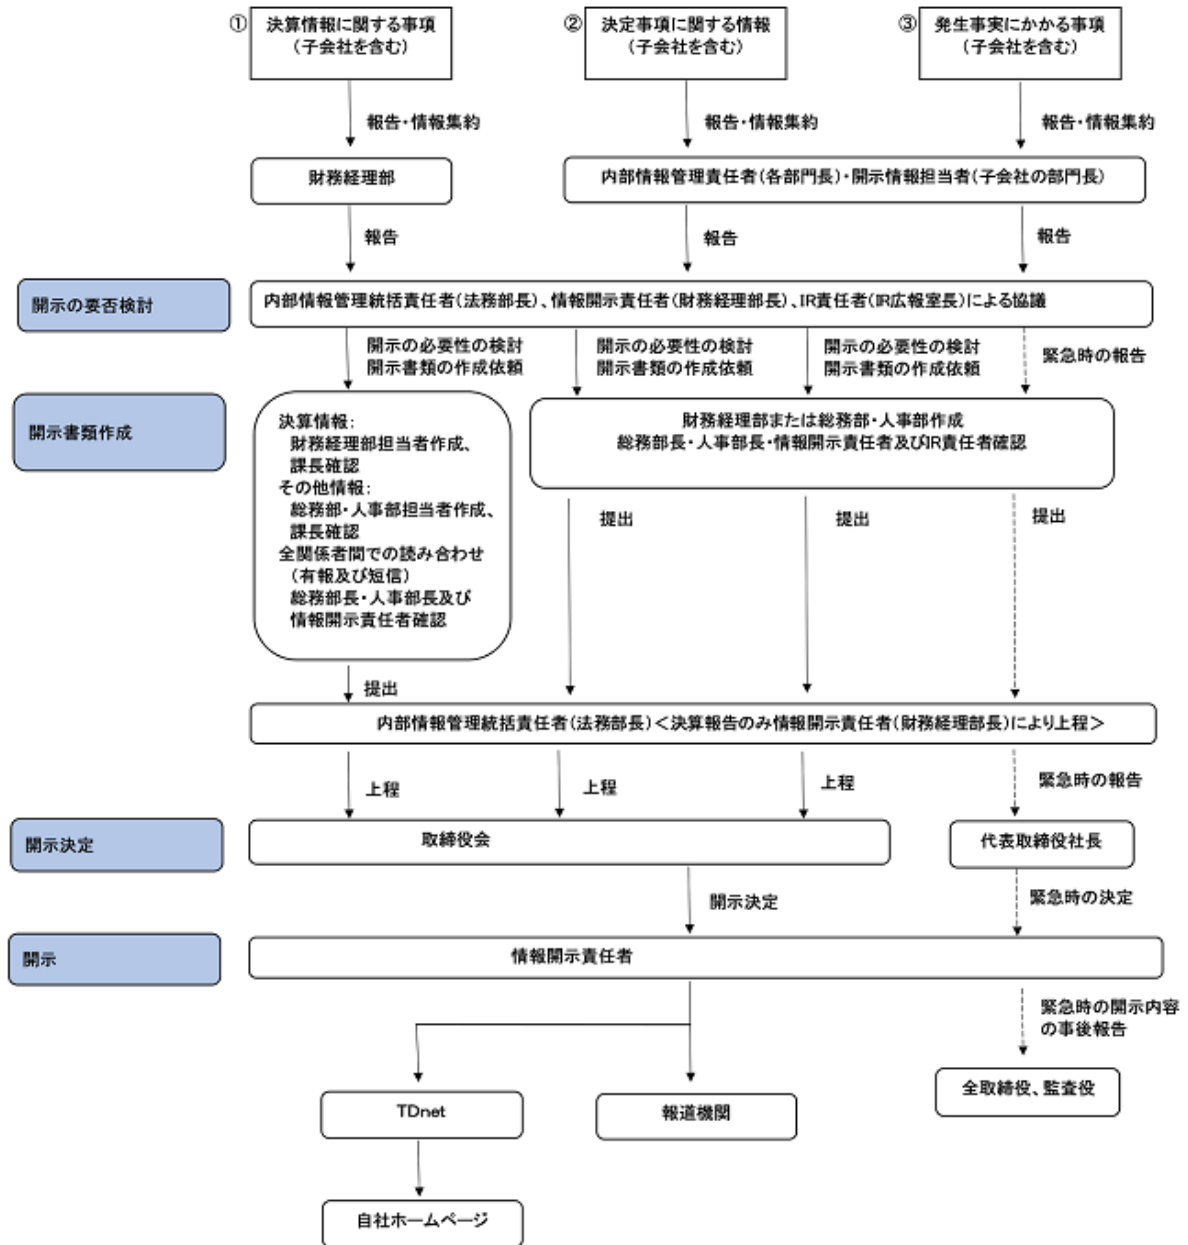 ① 決算情報に関する事項
(子会社を含む)
② 決定事項に関する情報
(子会社を含む)
③ 発生事実にかかる事項
(子会社を含む)
報告・情報集約
報告・情報集約
報告・情報集約
財務経理部
内部情報管理責任者(各部門長)・開示情報担当者(子会社の部門長)
報告
報告
報告
開示の要否検討
内部情報管理統括責任者(法務部長)、情報開示責任者(財務経理部長)、IR責任者(IR広報室長)による協議
開示の必要性の検討
開示書類の作成依頼
開示の必要性の検討
開示書類の作成依頼
開示の必要性の検討
開示書類の作成依頼
緊急時の報告
開示書類作成
決算情報:
財務経理部担当者作成、
課長確認
その他情報:
総務部・人事部担当者作成、
課長確認
全関係者間での読み合わせ
(有報及び短信)
総務部長・人事部長及び
情報開示責任者確認
財務経理部または総務部・人事部作成
総務部長・人事部長・情報開示責任者及びIR責任者確認
提出
提出
提出
提出
内部情報管理統括責任者(法務部長)<決算報告のみ情報開示責任者(財務経理部長)により上程>
上程
上程
上程
緊急時の報告
開示決定
取締役会
代表取締役社長
開示決定
緊急時の決定
開示
情報開示責任者
緊急時の開示内容
の事後報告
TDnet
報道機関
全取締役、監査役
自社ホームページ